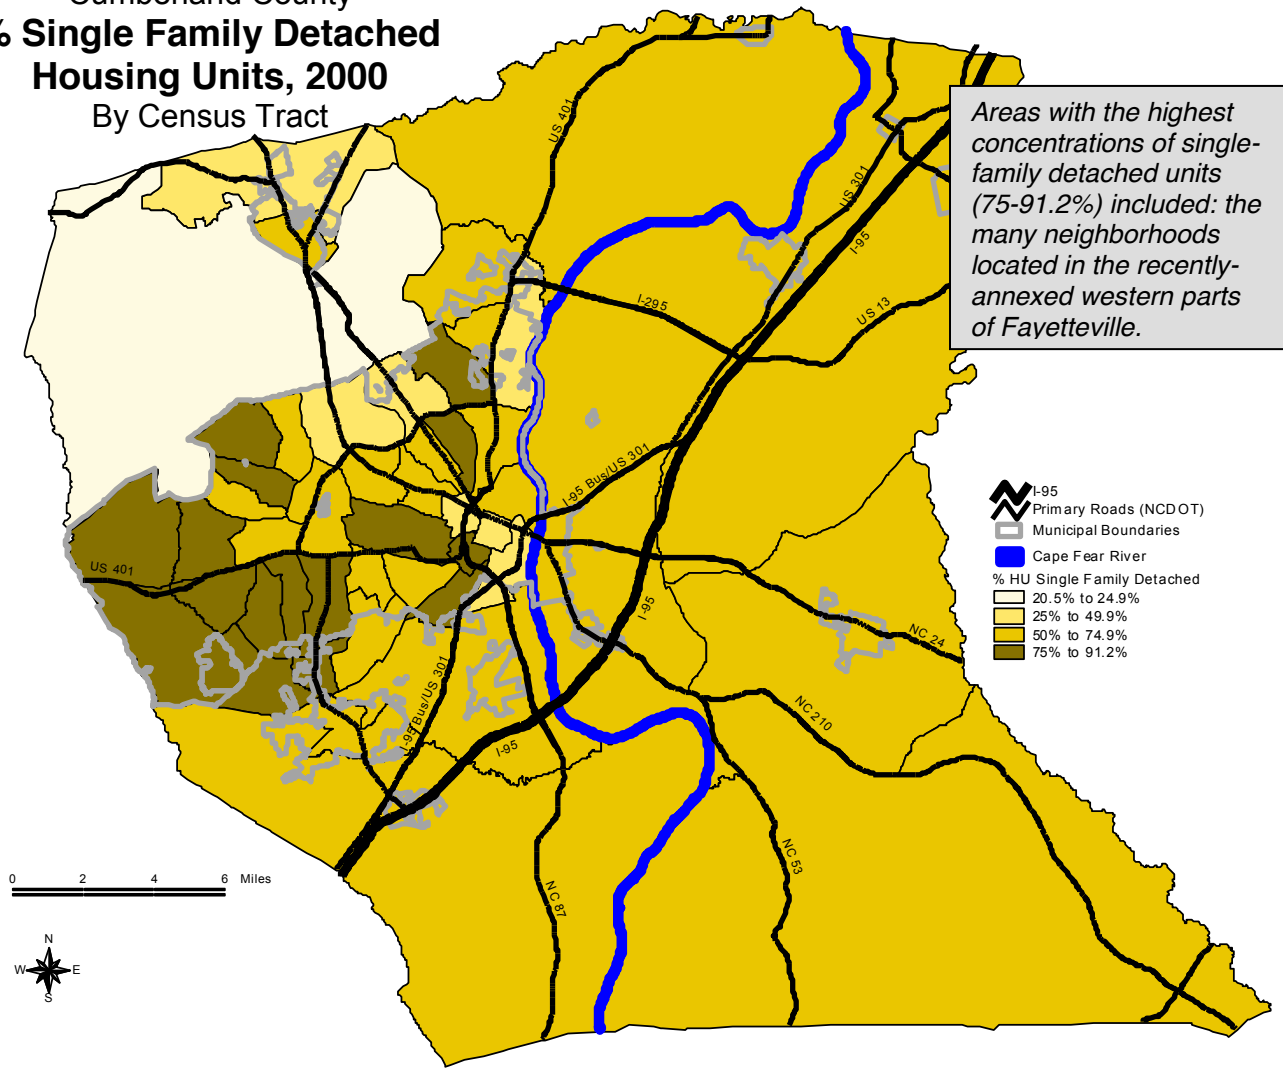 Cumberland County
% Single Family Detached
Housing Units, 2000
By Census Tract
Areas with the highest
concentrations of single-
family detached units
(75-91.2%) included: the
many neighborhoods
located in the recently-
annexed western parts
of Fayetteville.
US 401
US 301
I-95
I-295
US 13
I-95 Bus/US 301
US 401
I-95
NC 24
NC 210
I-95 Bus/US 301
I-95
NC 53
NC 87
I-95
Primary Roads (NCDOT)
Municipal Boundaries
Cape Fear River
% HU Single Family Detached
20.5% to 24.9%
25% to 49.9%
50% to 74.9%
75% to 91.2%
0 2 4 6 Miles
N
W E
S